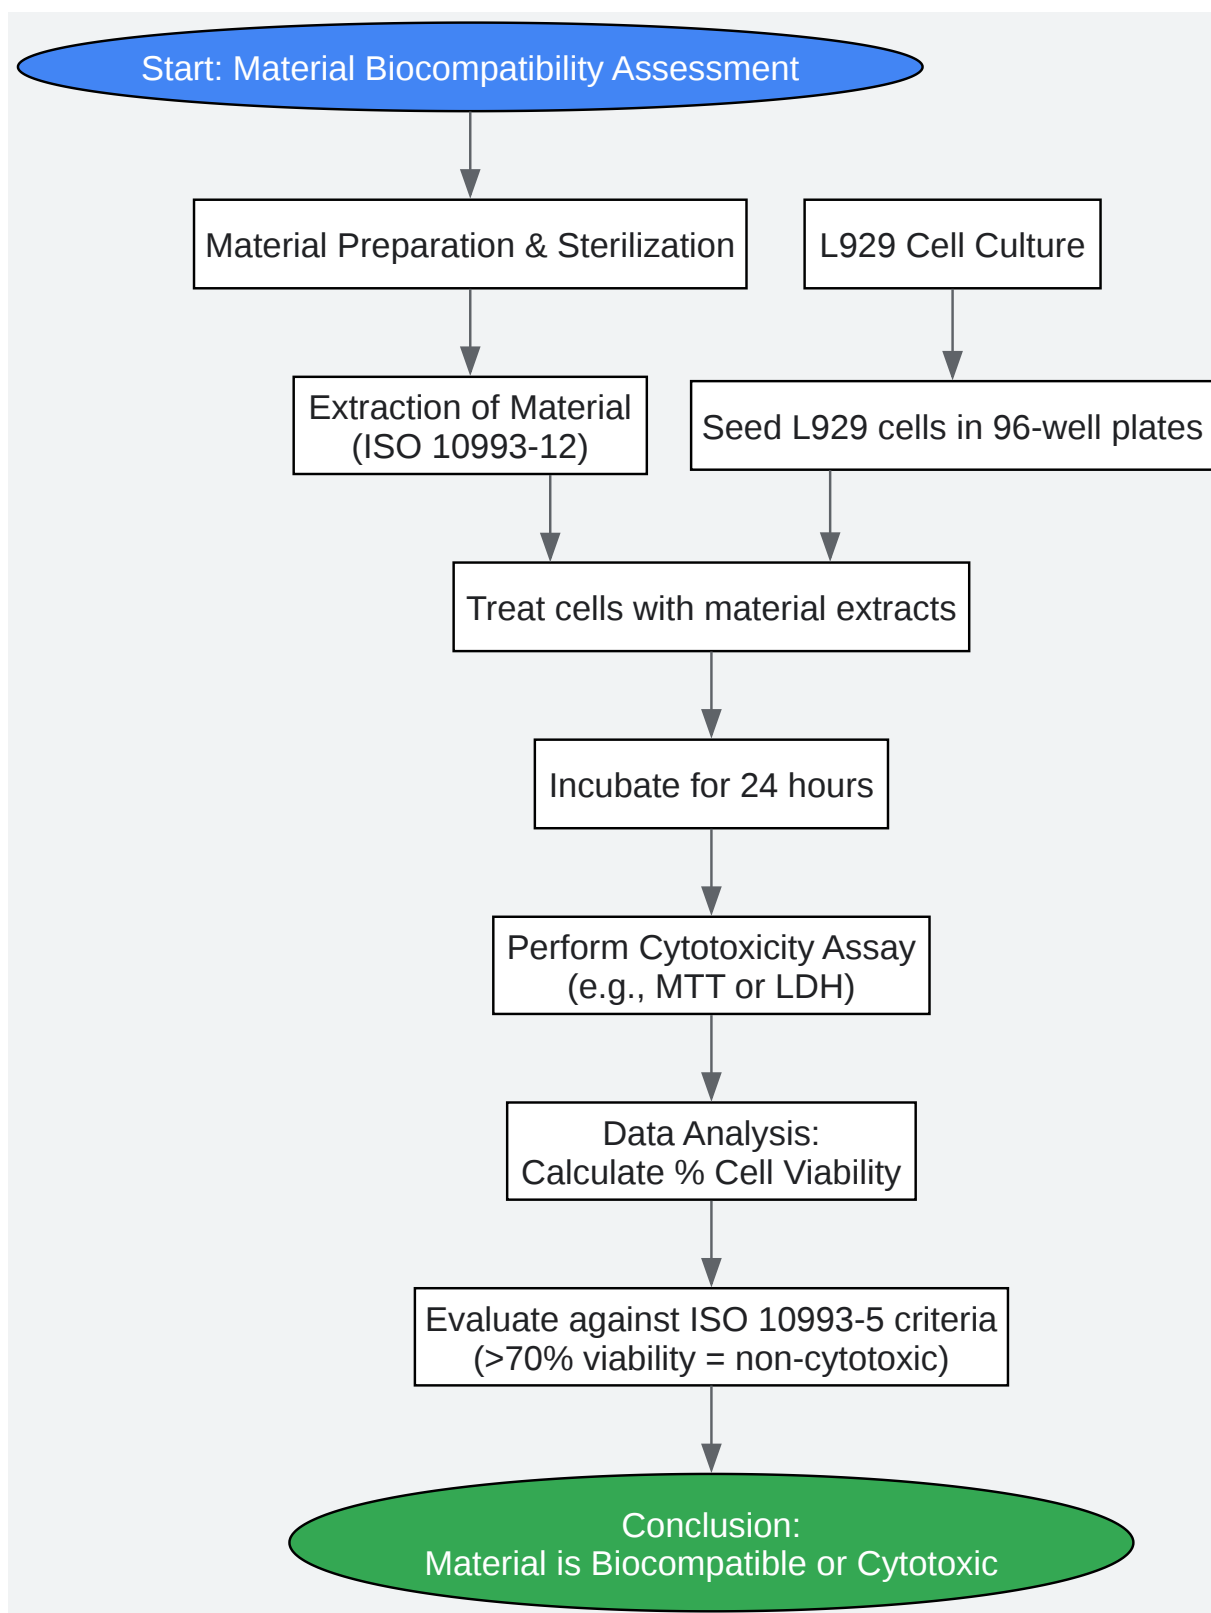 Start: Material Biocompatibility Assessment
Material Preparation & Sterilization
L929 Cell Culture
Extraction of Material
(ISO 10993-12)
Seed L929 cells in 96-well plates
Treat cells with material extracts
Incubate for 24 hours
Perform Cytotoxicity Assay
(e.g., MTT or LDH)
Data Analysis:
Calculate % Cell Viability
Evaluate against ISO 10993-5 criteria
(>70% viability = non-cytotoxic)
Conclusion:
Material is Biocompatible or Cytotoxic